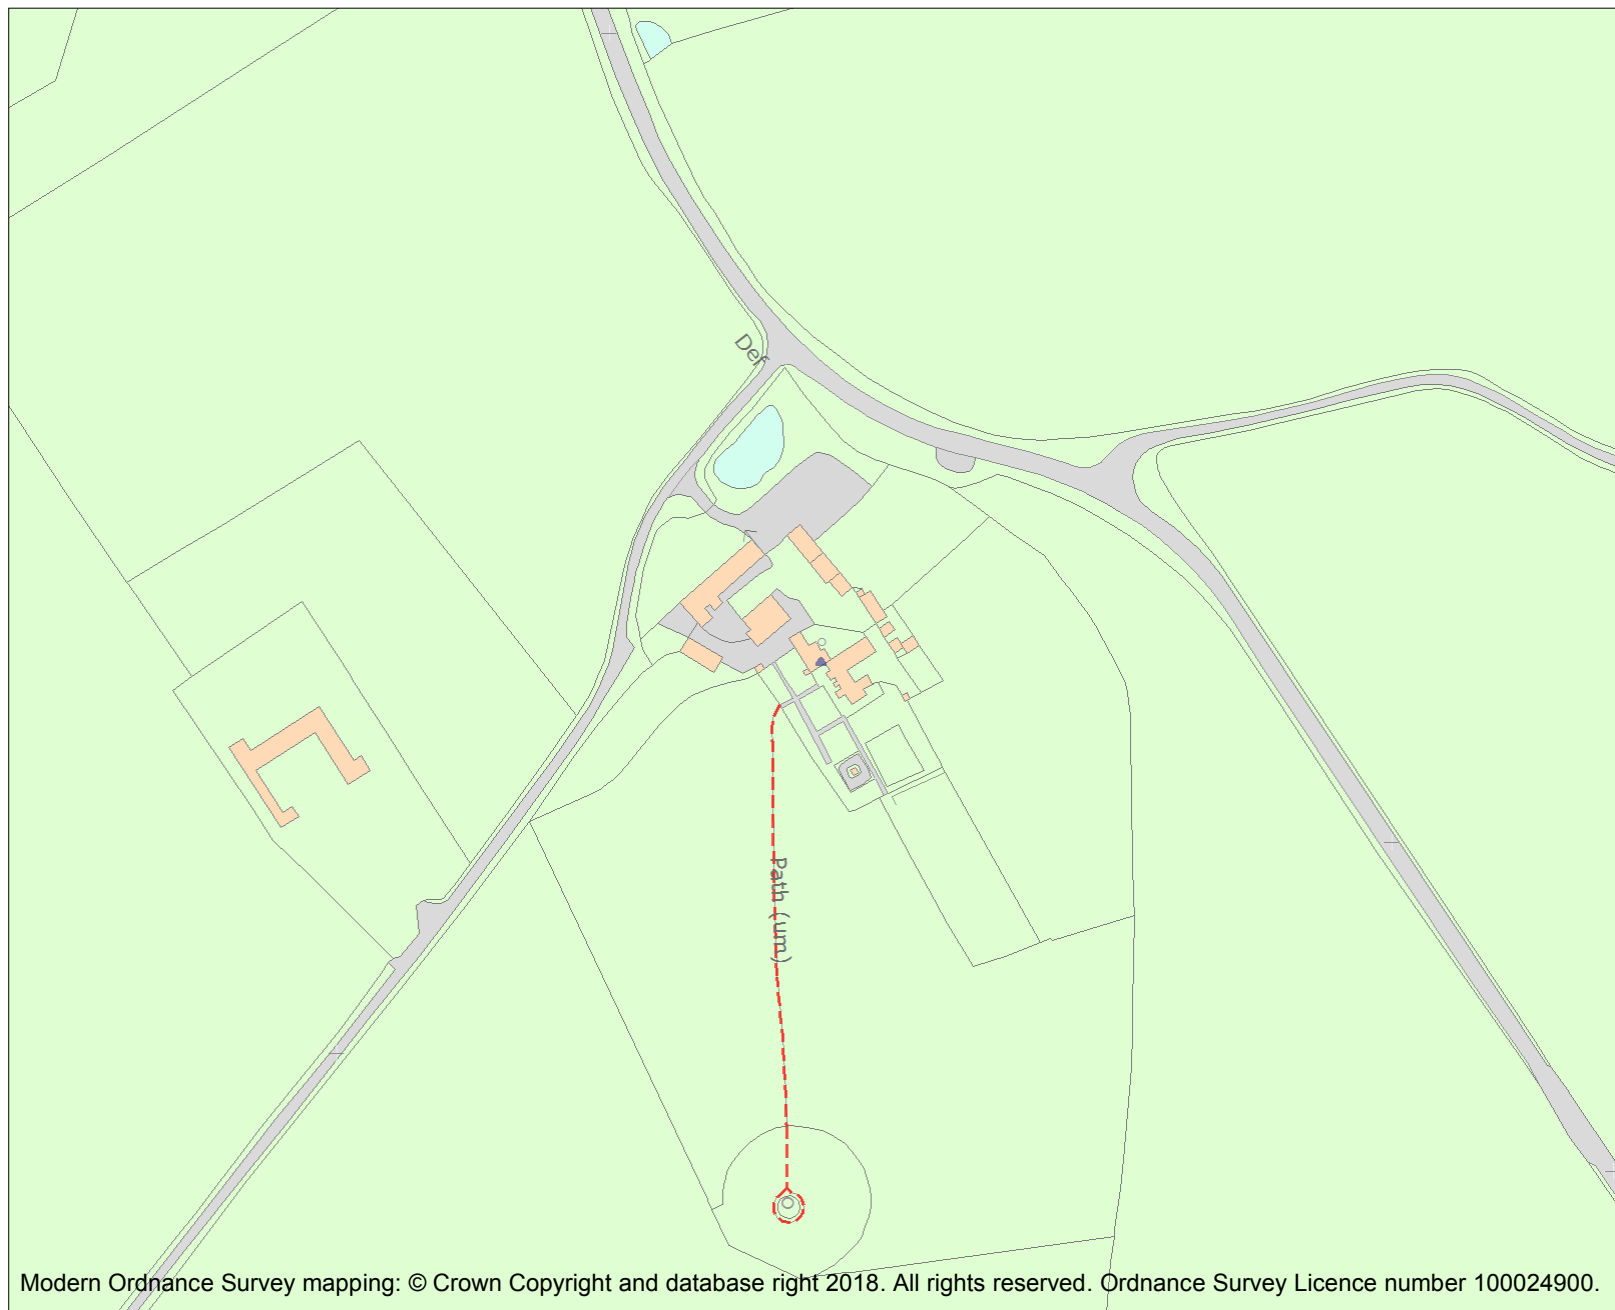 Def
Path (um)
Modern Ordnance Survey mapping: © Crown Copyright and database right 2018. All rights reserved. Ordnance Survey Licence number 100024900.